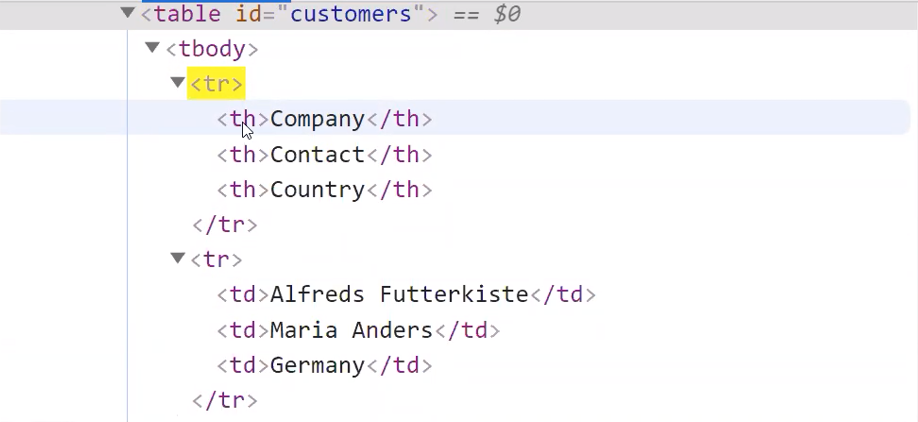 ▼<table id="customers"> == $0
▼<tbody>
▼<tr>
<th>Company</th>
<th>Contact</th>
<th>Country</th>
</tr>
▼<tr>
<td>Alfreds Futterkiste</td>
<td>Maria Anders</td>
<td>Germany</td>
</tr>